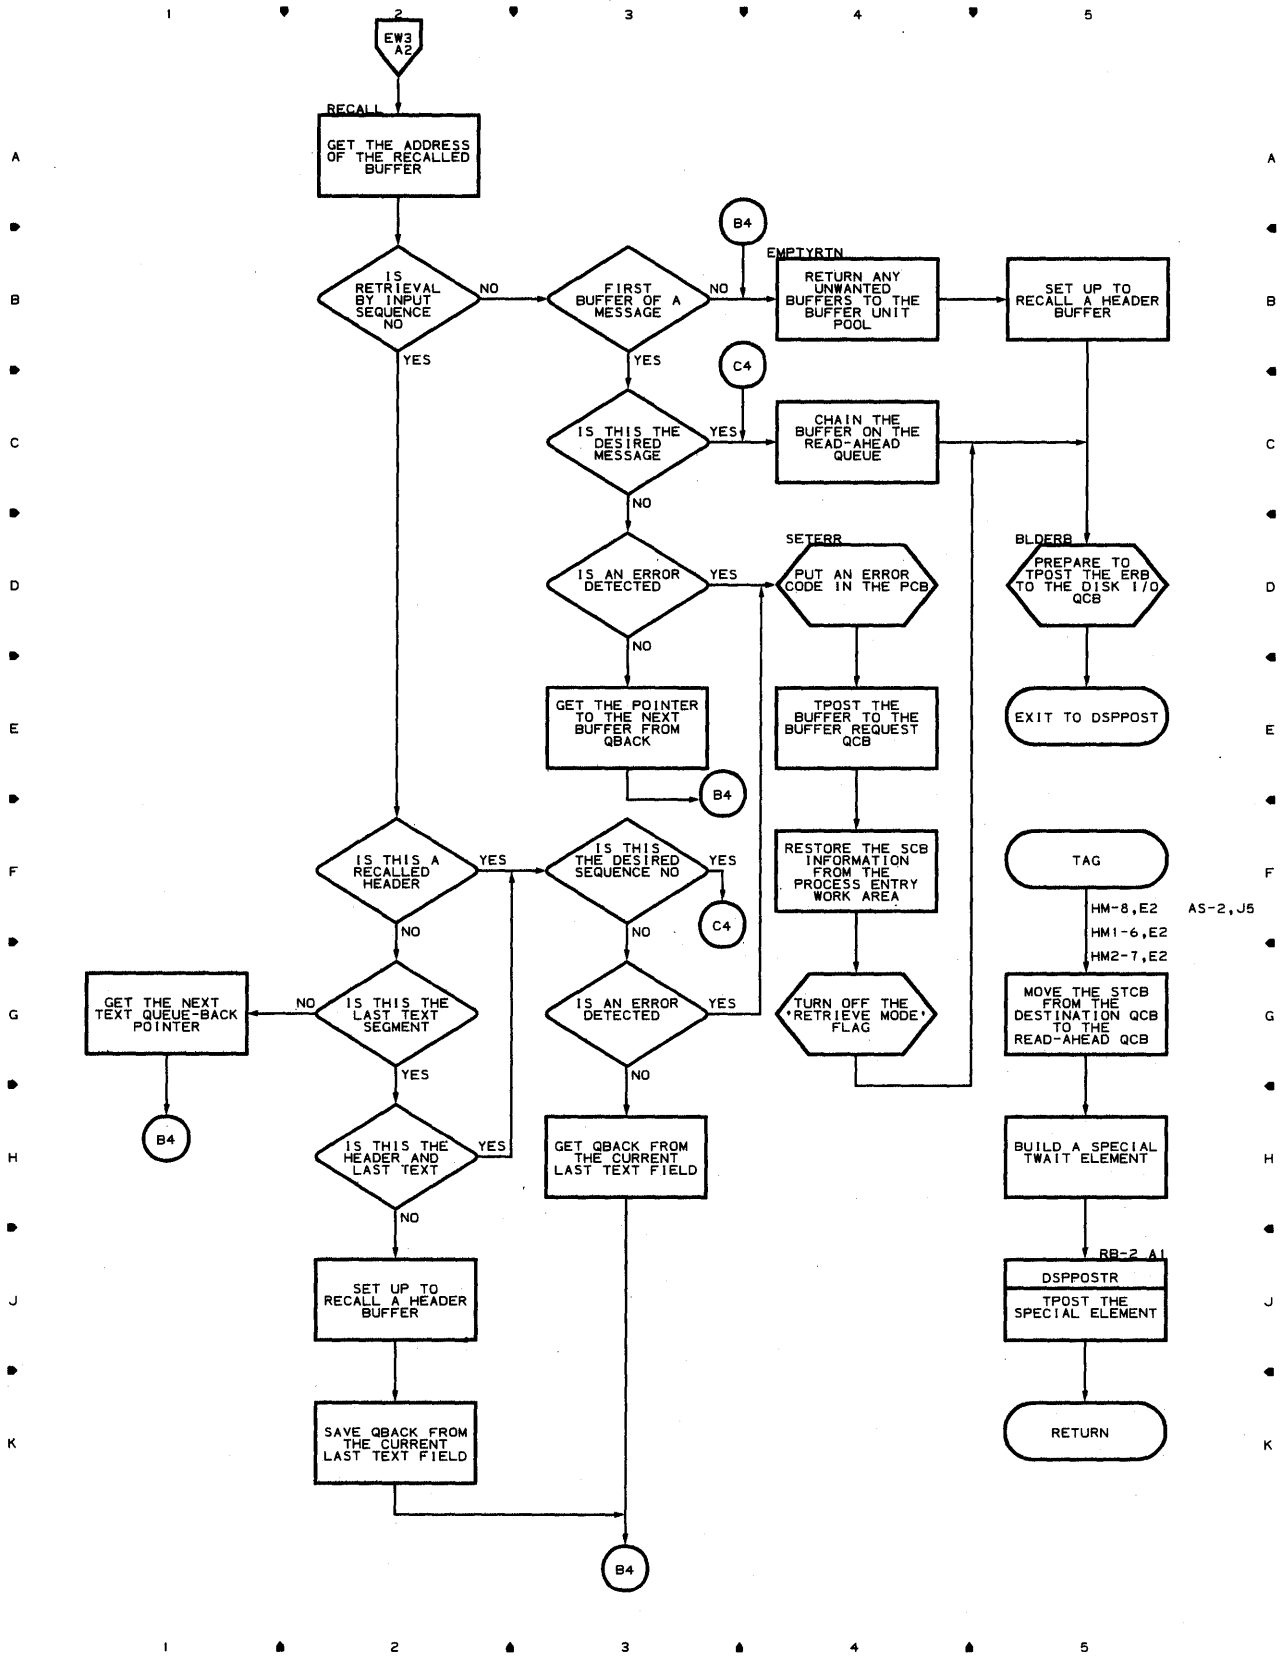 1 2 3 4 5
EW3
A2
RECALL
GET THE ADDRESS
OF THE RECALLED
BUFFER
A A
B4
EMPTYRTN
IS
RETRIEVAL
BY INPUT
SEQUENCE
NO
NO
FIRST
BUFFER OF A
MESSAGE
NO
RETURN ANY
UNWANTED
BUFFERS TO THE
BUFFER UNIT
POOL
SET UP TO
RECALL A HEADER
BUFFER
B B
YES
YES
C4
IS THIS THE
DESIRED
MESSAGE
YES
CHAIN THE
BUFFER ON THE
READ-AHEAD
QUEUE
C C
NO
SETERR
BLDERB
IS AN ERROR
DETECTED
YES
PUT AN ERROR
CODE IN THE PCB
PREPARE TO
TPOST THE ERB
TO THE DISK I/O
QCB
D D
NO
GET THE POINTER
TO THE NEXT
BUFFER FROM
QBACK
TPOST THE
BUFFER TO THE
BUFFER REQUEST
QCB
EXIT TO DSPPOST
E E
B4
IS THIS A
RECALLED
HEADER
YES
IS THIS
THE DESIRED
SEQUENCE NO
YES
RESTORE THE SCB
INFORMATION
FROM THE
PROCESS ENTRY
WORK AREA
TAG
F F
C4
HM-8,E2 AS-2,J5
HM1-6,E2
HM2-7,E2
NO
NO
GET THE NEXT
TEXT QUEUE-BACK
POINTER
NO
IS THIS THE
LAST TEXT
SEGMENT
IS AN ERROR
DETECTED
YES
TURN OFF THE
'RETRIEVE MODE'
FLAG
MOVE THE STCB
FROM THE
DESTINATION QCB
TO THE
READ-AHEAD QCB
G G
YES
NO
B4
IS THIS THE
HEADER AND
LAST TEXT
YES
GET QBACK FROM
THE CURRENT
LAST TEXT FIELD
BUILD A SPECIAL
TWAIT ELEMENT
H H
NO
RB-2 A1
SET UP TO
RECALL A HEADER
BUFFER
DSPPOSTR
TPOST THE
SPECIAL ELEMENT
J J
SAVE QBACK FROM
THE CURRENT
LAST TEXT FIELD
RETURN
K K
B4
1 2 3 4 5